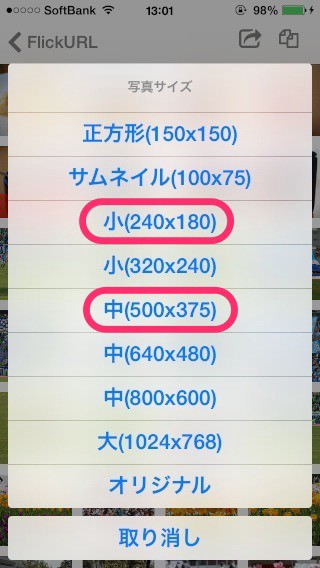 SoftBank 13:01 98%
FlickURL
写真サイズ
正方形(150x150)
サムネイル(100x75)
小(240x180)
小(320x240)
中(500x375)
中(640x480)
中(800x600)
大(1024x768)
オリジナル
取り消し